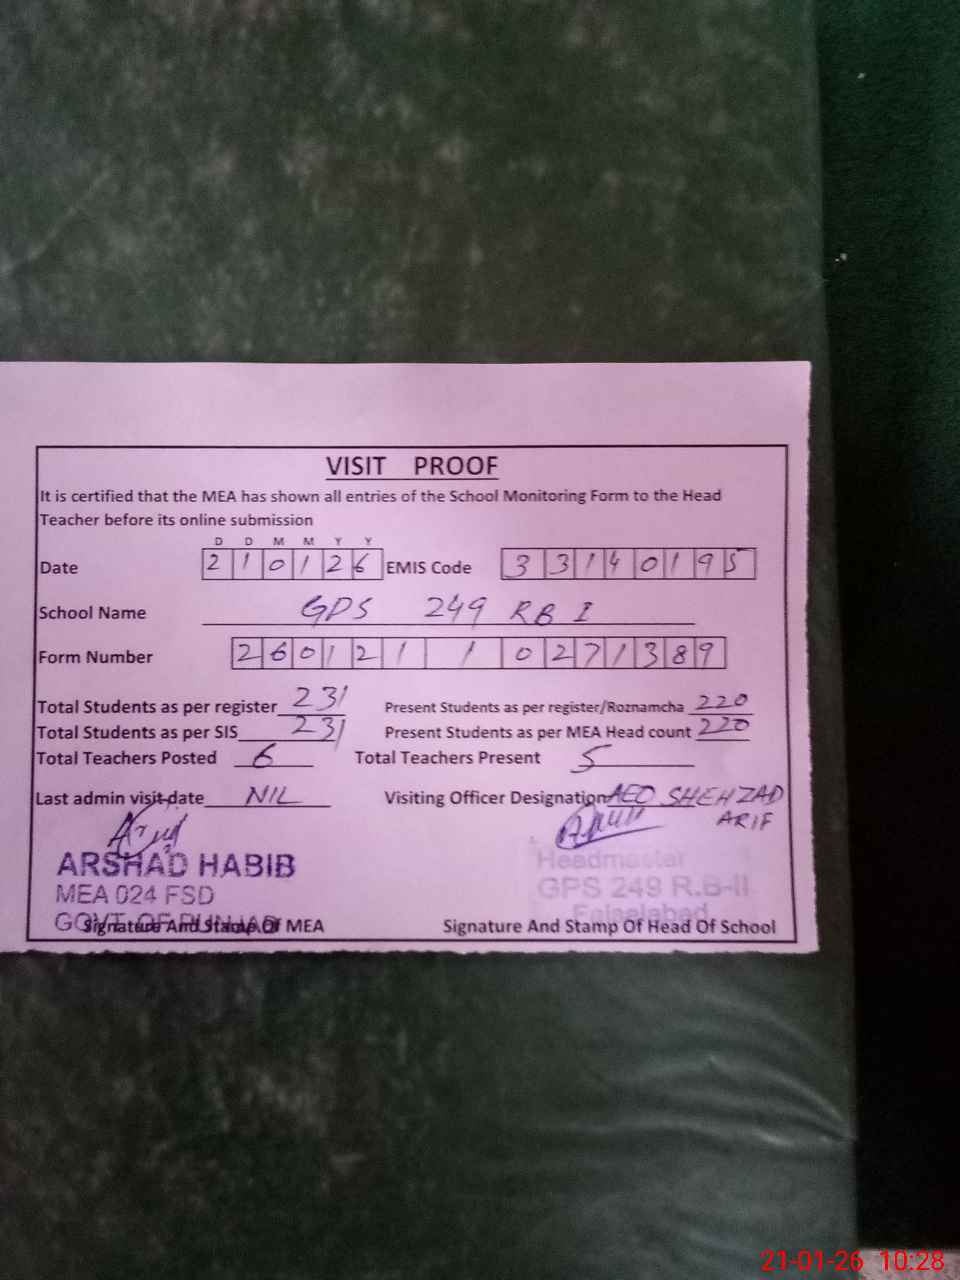 VISIT PROOF
It is certified that the MEA has shown all entries of the School Monitoring Form to the Head
Teacher before its online submission
D D M M Y Y
Date 2 1 0 1 2 6 EMIS Code 3 3 1 4 0 1 9 5
School Name GPS 249 RB I
Form Number 2 6 0 1 2 1 1 0 2 7 1 3 8 9
Total Students as per register 231 Present Students as per register/Roznamcha 220
Total Students as per SIS 231 Present Students as per MEA Head count 220
Total Teachers Posted 6 Total Teachers Present 5
Last admin visit date NIL Visiting Officer Designation AEO SHEHZAD
ARIF
ARSHAD HABIB Headmaster
MEA 024 FSD GPS 249 R.B-II
GOVT OF PUNJAB Faisalabad
Signature And Stamp Of MEA Signature And Stamp Of Head Of School
21-01-26 10:28